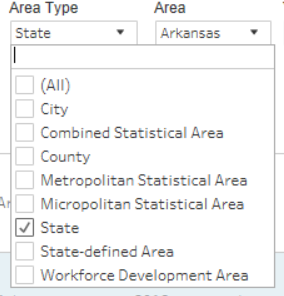 Area Type Area
State Arkansas
(All)
City
Combined Statistical Area
County
Metropolitan Statistical Area
Micropolitan Statistical Area
State
State-defined Area
Workforce Development Area